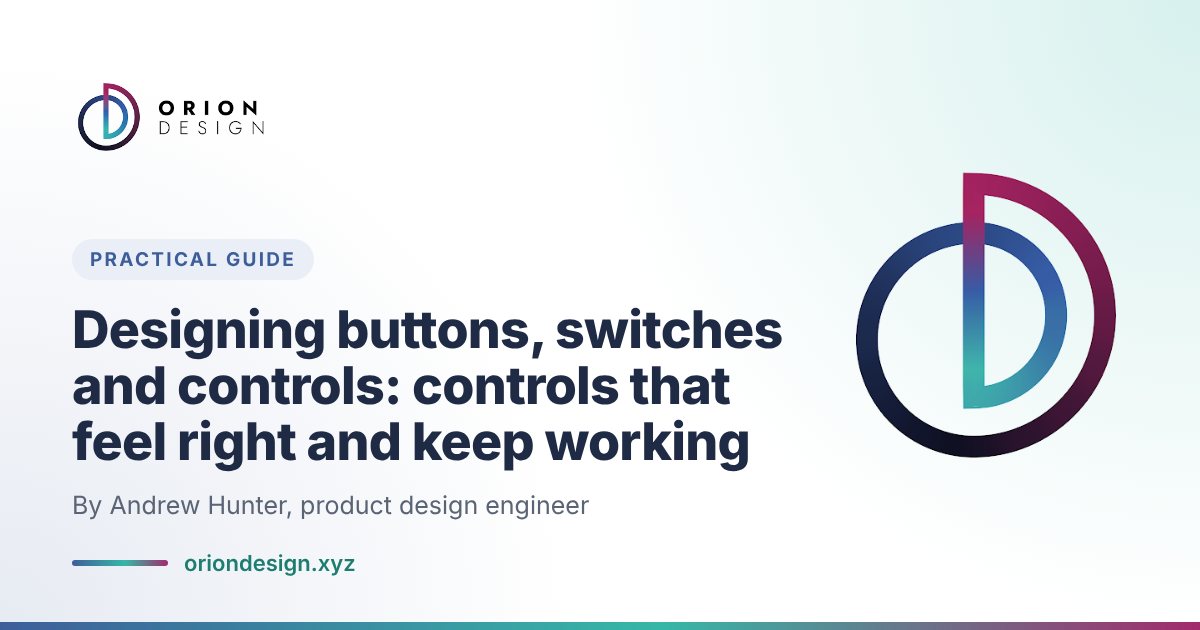 ORION
DESIGN
PRACTICAL GUIDE
Designing buttons, switches
and controls: controls that
feel right and keep working
By Andrew Hunter, product design engineer
oriondesign.xyz